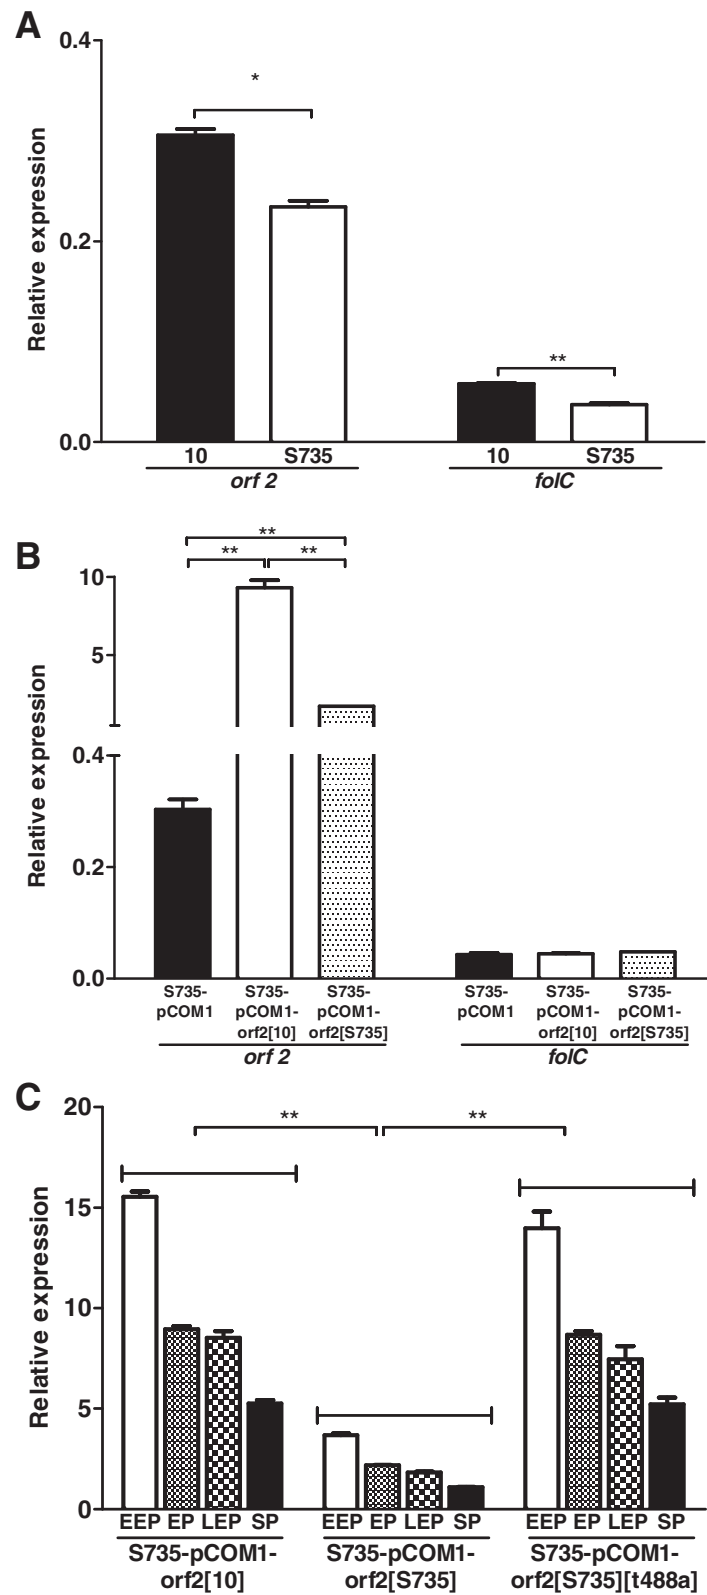 A
0.4
*
Relative expression
0.2
**
0.0
10 S735 10 S735
orf 2 folC
B
**
** **
10
5
Relative expression
0.4
0.2
0.0
S735- S735- S735- S735- S735- S735-
pCOM1 pCOM1- pCOM1- pCOM1 pCOM1- pCOM1-
orf2[10] orf2[S735] orf2[10] orf2[S735]
orf 2 folC
C
20
** **
15
Relative expression
10
5
0
EEP EP LEP SP EEP EP LEP SP EEP EP LEP SP
S735-pCOM1- S735-pCOM1- S735-pCOM1-
orf2[10] orf2[S735] orf2[S735][t488a]